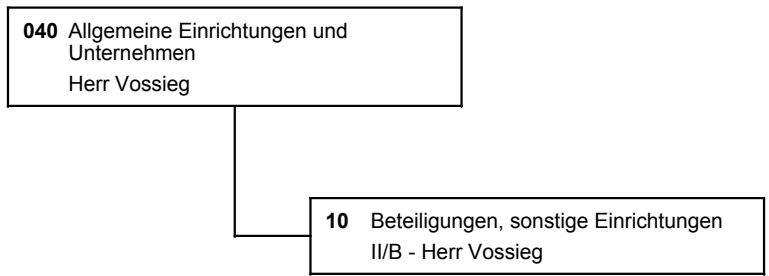 040 Allgemeine Einrichtungen und
Unternehmen
Herr Vossieg
10 Beteiligungen, sonstige Einrichtungen
II/B - Herr Vossieg